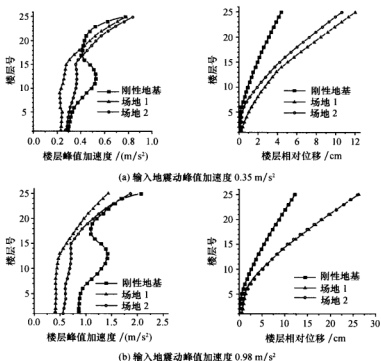 楼层号
25
20
15
10
5
刚性地基
场地 1
场地 2
0.0 0.2 0.4 0.6 0.8 1.0
楼层峰值加速度 /(m/s²)
楼层号
25
20
15
10
5
刚性地基
场地 1
场地 2
0 2 4 6 8 10 12
楼层相对位移 /cm
(a) 输入地震动峰值加速度 0.35 m/s²
楼层号
25
20
15
10
5
刚性地基
场地 1
场地 2
0.0 0.5 1.0 1.5 2.0 2.5
楼层峰值加速度 /(m/s²)
楼层号
25
20
15
10
5
刚性地基
场地 1
场地 2
0 5 10 15 20 25 30
楼层相对位移 /cm
(b) 输入地震动峰值加速度 0.98 m/s²